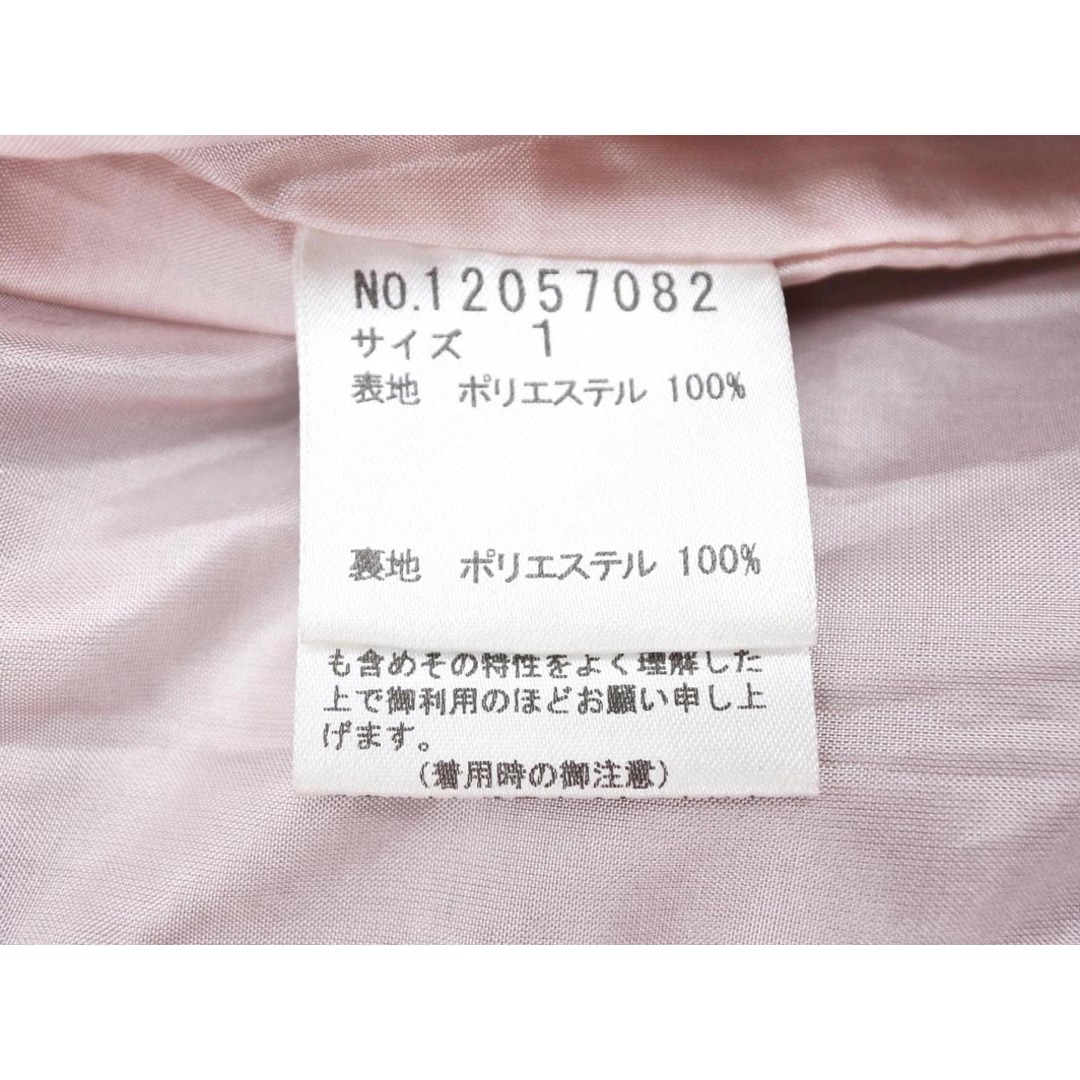 No.12057082
サイズ 1
表地 ポリエステル 100%
裏地 ポリエステル 100%
も含めその特性をよく理解した
上で御利用のほどお願い申し上
げます。
(着用時の御注意)